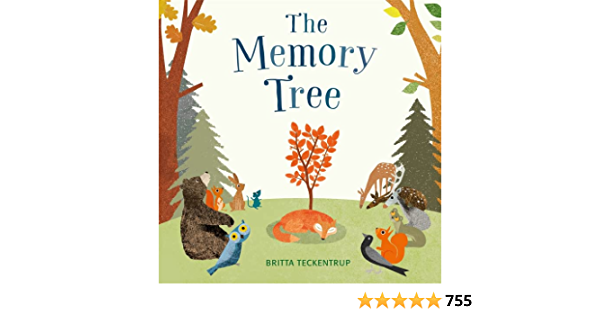 The
Memory
Tree
BRITTA TECKENTRUP
755